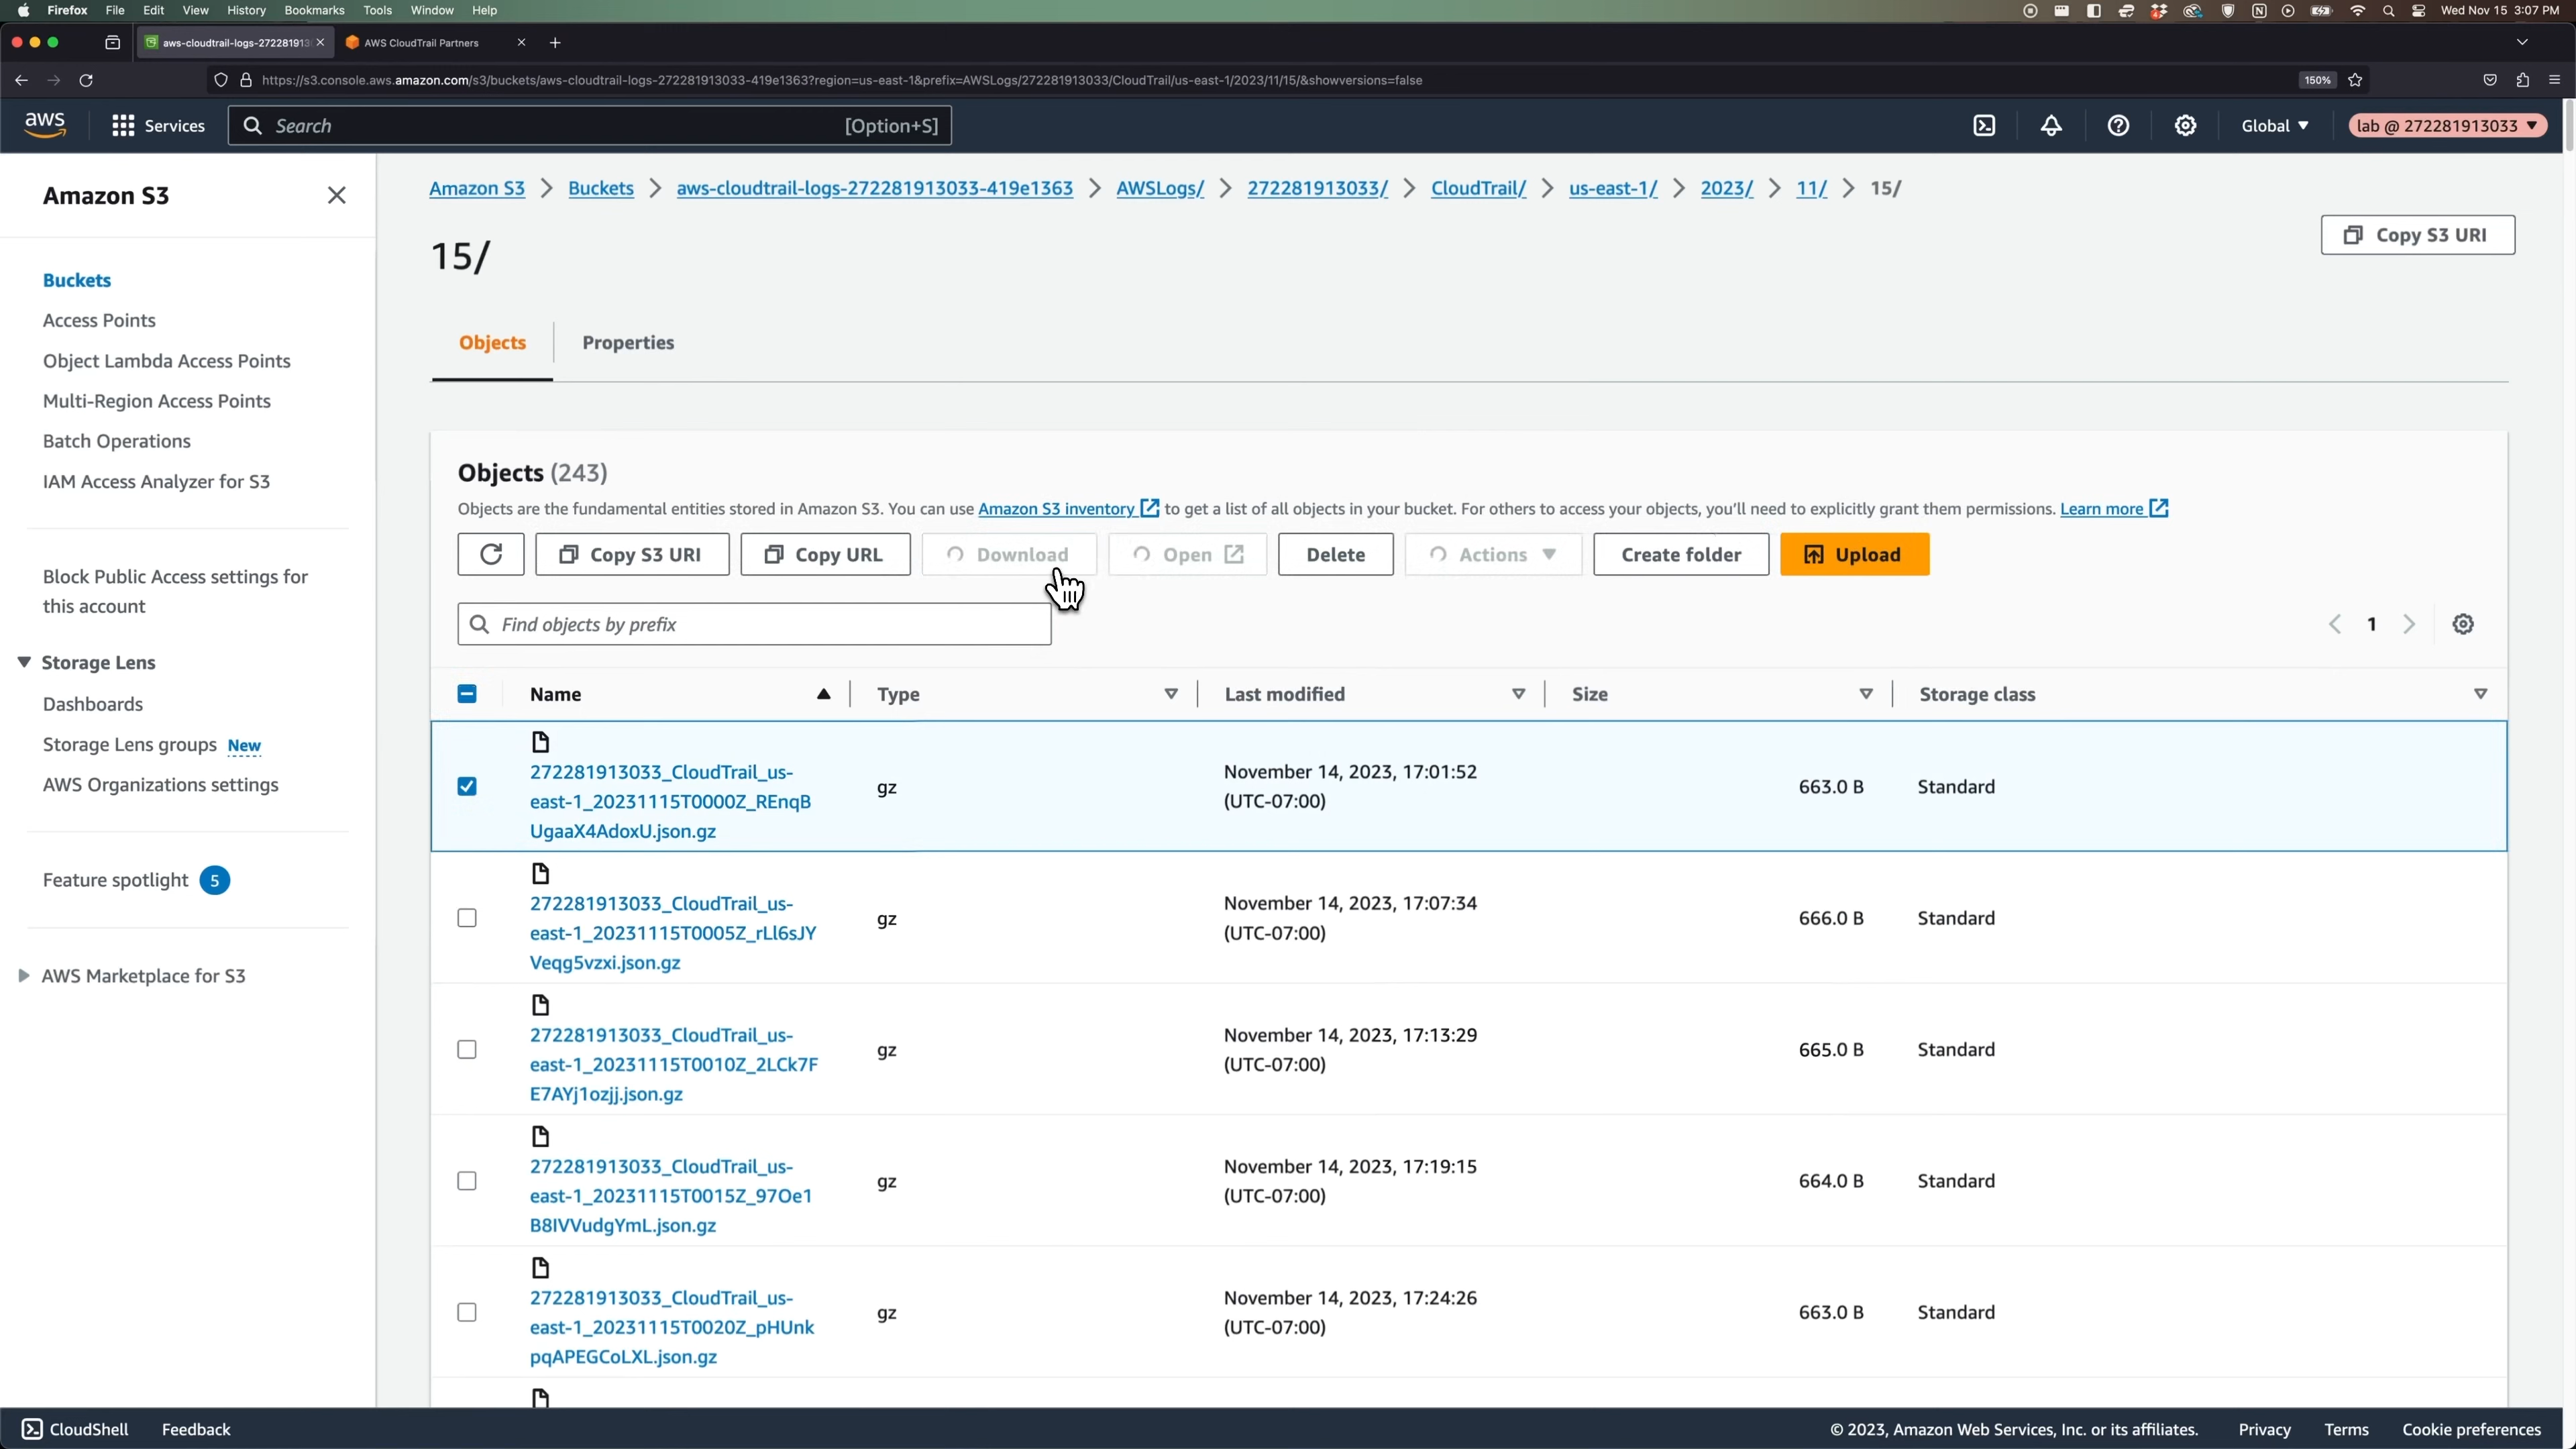 Firefox File Edit View History Bookmarks Tools Window Help Wed Nov 15 3:07 PM
aws-cloudtrail-logs-272281913 AWS CloudTrail Partners
https://s3.console.aws.amazon.com/s3/buckets/aws-cloudtrail-logs-272281913033-419e1363?region=us-east-1&prefix=AWSLogs/272281913033/CloudTrail/us-east-1/2023/11/15/&showversions=false 150%
aws Services Search [Option+S] Global lab @ 272281913033
Amazon S3
Buckets
Access Points
Object Lambda Access Points
Multi-Region Access Points
Batch Operations
IAM Access Analyzer for S3
Block Public Access settings for
this account
Storage Lens
Dashboards
Storage Lens groups New
AWS Organizations settings
Feature spotlight 5
AWS Marketplace for S3
Amazon S3 Buckets aws-cloudtrail-logs-272281913033-419e1363 AWSLogs/ 272281913033/ CloudTrail/ us-east-1/ 2023/ 11/ 15/
15/
Copy S3 URI
Objects Properties
Objects (243)
Objects are the fundamental entities stored in Amazon S3. You can use Amazon S3 inventory to get a list of all objects in your bucket. For others to access your objects, you'll need to explicitly grant them permissions. Learn more
Copy S3 URI Copy URL Download Open Delete Actions Create folder Upload
Find objects by prefix 1
Name Type Last modified Size Storage class
272281913033_CloudTrail_us-
east-1_20231115T0000Z_REnqB
UgaaX4AdoxU.json.gz
gz
November 14, 2023, 17:01:52
(UTC-07:00)
663.0 B
Standard
272281913033_CloudTrail_us-
east-1_20231115T0005Z_rLl6sJY
Veqg5vzxi.json.gz
gz
November 14, 2023, 17:07:34
(UTC-07:00)
666.0 B
Standard
272281913033_CloudTrail_us-
east-1_20231115T0010Z_2LCk7F
E7AYj1ozjj.json.gz
gz
November 14, 2023, 17:13:29
(UTC-07:00)
665.0 B
Standard
272281913033_CloudTrail_us-
east-1_20231115T0015Z_97Oe1
B8IVVudgYmL.json.gz
gz
November 14, 2023, 17:19:15
(UTC-07:00)
664.0 B
Standard
272281913033_CloudTrail_us-
east-1_20231115T0020Z_pHUnk
pqAPEGCoLXL.json.gz
gz
November 14, 2023, 17:24:26
(UTC-07:00)
663.0 B
Standard
CloudShell Feedback © 2023, Amazon Web Services, Inc. or its affiliates. Privacy Terms Cookie preferences